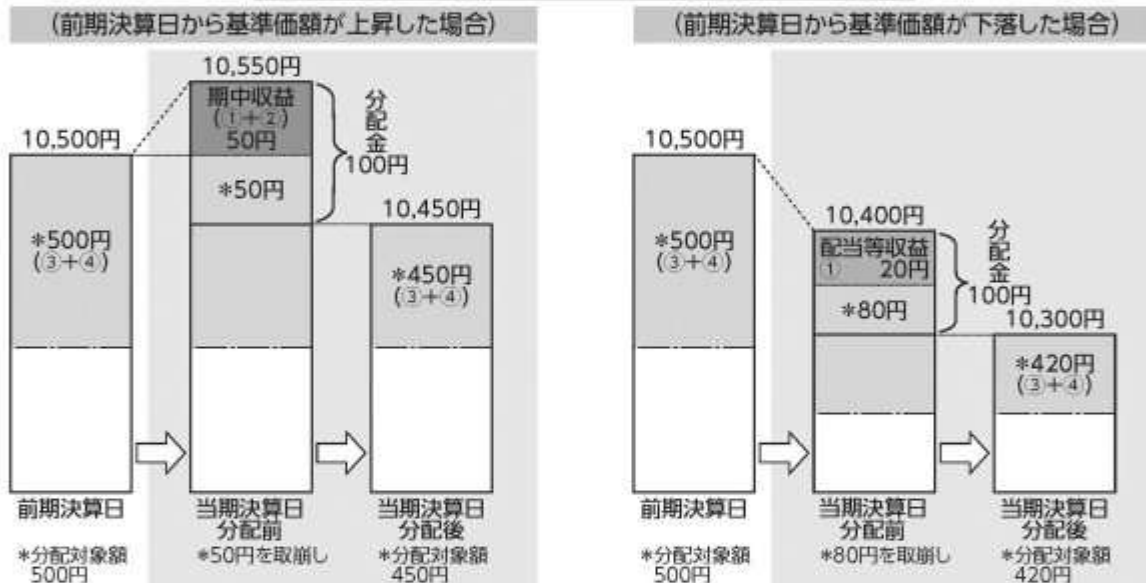 (前期決算日から基準価額が上昇した場合)
10,550円
期中収益
(①+②)
50円
分配金
100円
10,500円
*50円
10,450円
*500円
(③+④)
*450円
(③+④)
前期決算日
当期決算日
分配前
当期決算日
分配後
*分配対象額
500円
*50円を取崩し
*分配対象額
450円
(前期決算日から基準価額が下落した場合)
10,500円
10,400円
*500円
(③+④)
配当等収益
① 20円
分配金
100円
*80円
10,300円
*420円
(③+④)
前期決算日
当期決算日
分配前
当期決算日
分配後
*分配対象額
500円
*80円を取崩し
*分配対象額
420円